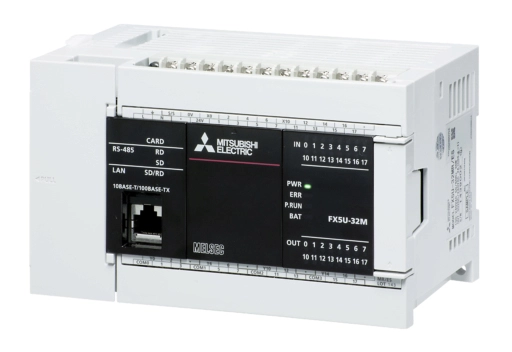 CARD
RS-485 RD
SD
LAN SD/RD
10BASE-T/100BASE-TX
MITSUBISHI
ELECTRIC
MELSEC
IN 0 1 2 3 4 5 6 7
10 11 12 13 14 15 16 17
PWR
ERR
P.RUN
BAT
FX5U-32M
OUT 0 1 2 3 4 5 6 7
10 11 12 13 14 15 16 17